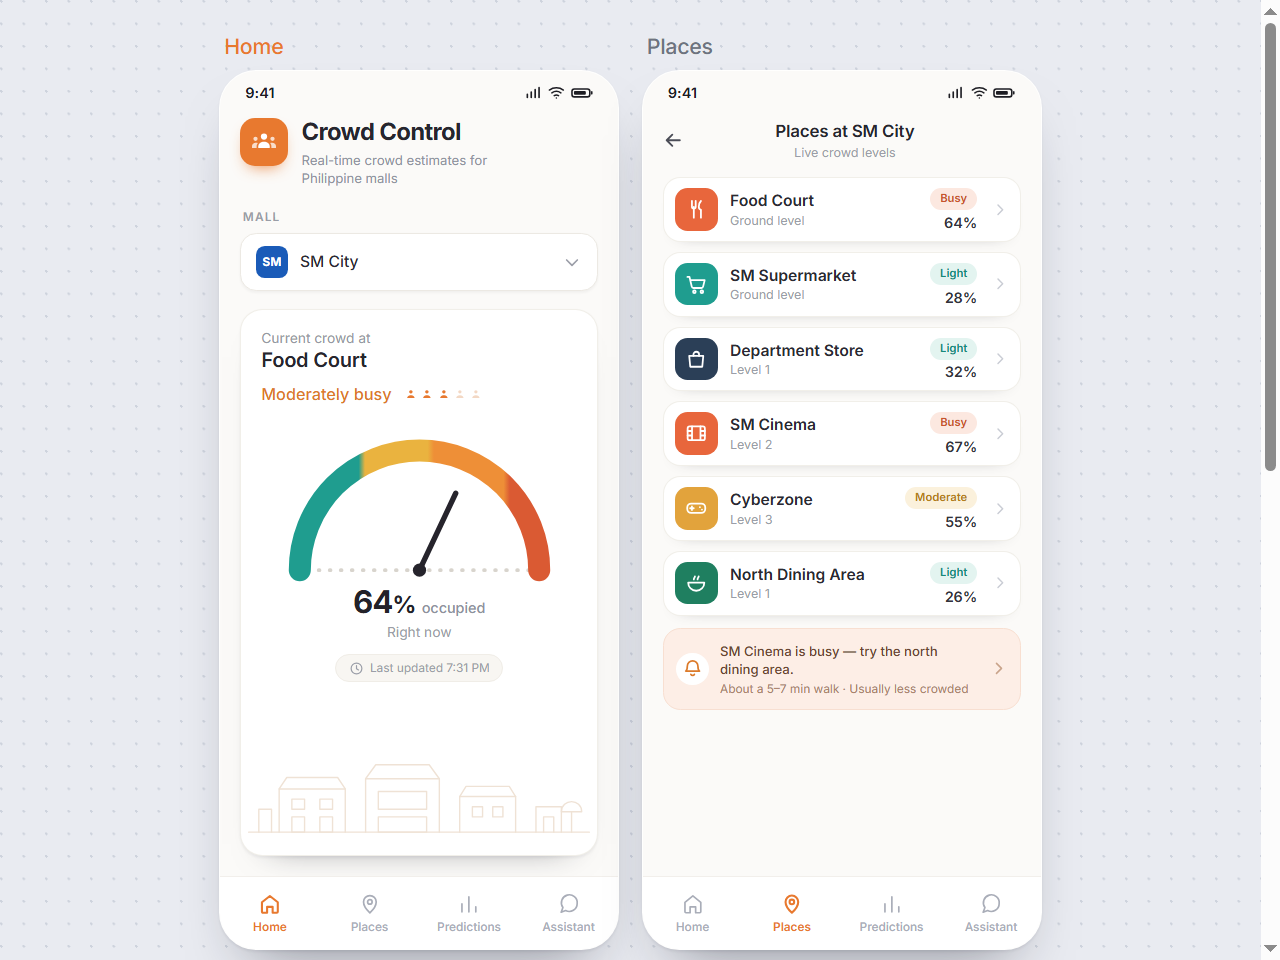 Home
9:41
Crowd Control
Real-time crowd estimates for
Philippine malls
MALL
SM
SM City
Current crowd at
Food Court
Moderately busy
64% occupied
Right now
Last updated 7:31 PM
Home
Places
Predictions
Assistant
Places
9:41
Places at SM City
Live crowd levels
Food Court
Ground level
Busy
64%
SM Supermarket
Ground level
Light
28%
Department Store
Level 1
Light
32%
SM Cinema
Level 2
Busy
67%
Cyberzone
Level 3
Moderate
55%
North Dining Area
Level 1
Light
26%
SM Cinema is busy — try the north
dining area.
About a 5–7 min walk · Usually less crowded
Home
Places
Predictions
Assistant